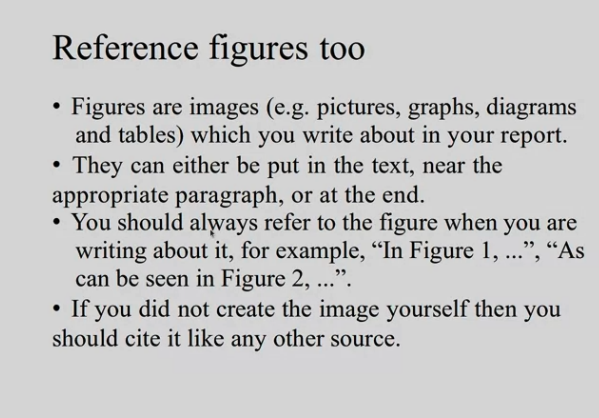 Reference figures too
• Figures are images (e.g. pictures, graphs, diagrams
and tables) which you write about in your report.
• They can either be put in the text, near the
appropriate paragraph, or at the end.
• You should always refer to the figure when you are
writing about it, for example, “In Figure 1, ...”, “As
can be seen in Figure 2, ...”.
• If you did not create the image yourself then you
should cite it like any other source.